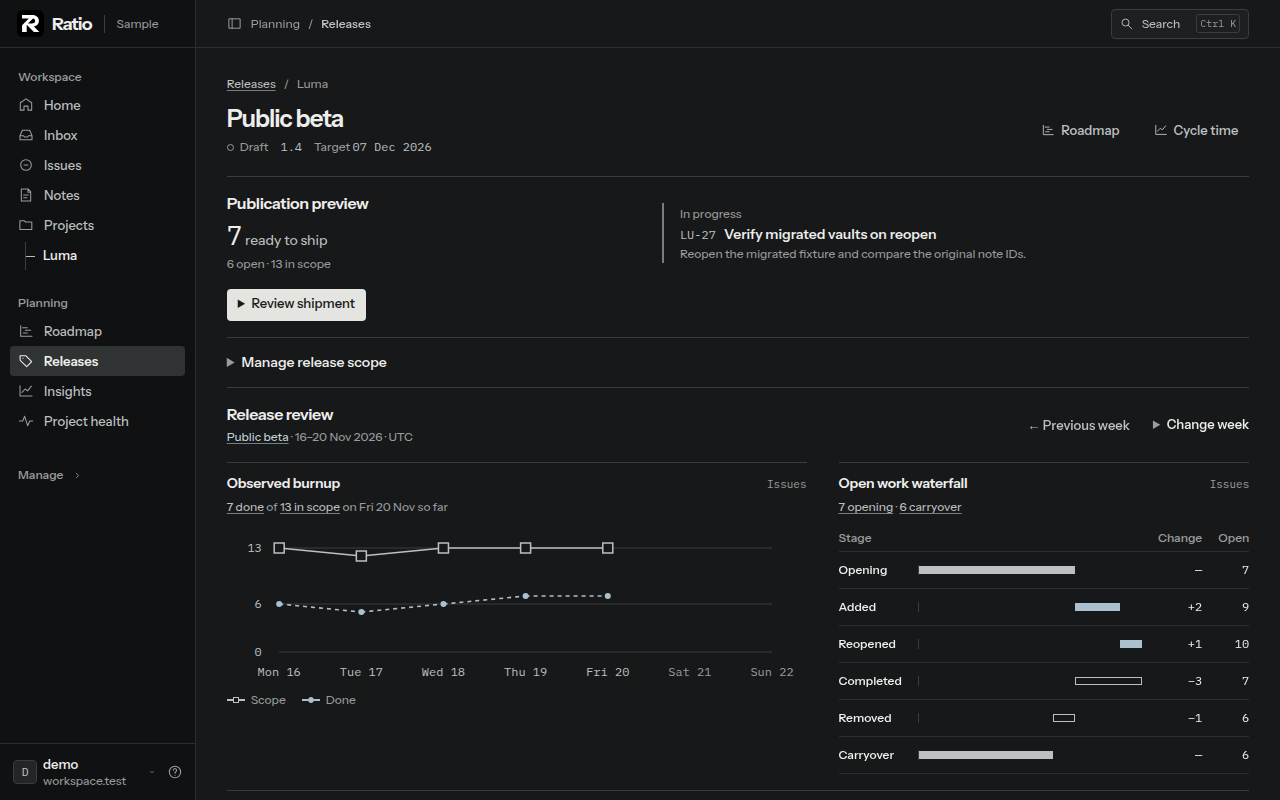 Ratio Sample
Planning / Releases
Search Ctrl K
Workspace
Home
Inbox
Issues
Notes
Projects
Luma
Planning
Roadmap
Releases
Insights
Project health
Manage
D demo
workspace.test
Releases / Luma
Public beta
Draft 1.4 Target 07 Dec 2026
Roadmap Cycle time
Publication preview
7 ready to ship
6 open · 13 in scope
Review shipment
In progress
LU-27 Verify migrated vaults on reopen
Reopen the migrated fixture and compare the original note IDs.
Manage release scope
Release review
Public beta · 16–20 Nov 2026 · UTC
← Previous week Change week
Observed burnup Issues
7 done of 13 in scope on Fri 20 Nov so far
13
6
0
Mon 16 Tue 17 Wed 18 Thu 19 Fri 20 Sat 21 Sun 22
Scope Done
Open work waterfall Issues
7 opening · 6 carryover
Stage Change Open
Opening — 7
Added +2 9
Reopened +1 10
Completed −3 7
Removed −1 6
Carryover — 6